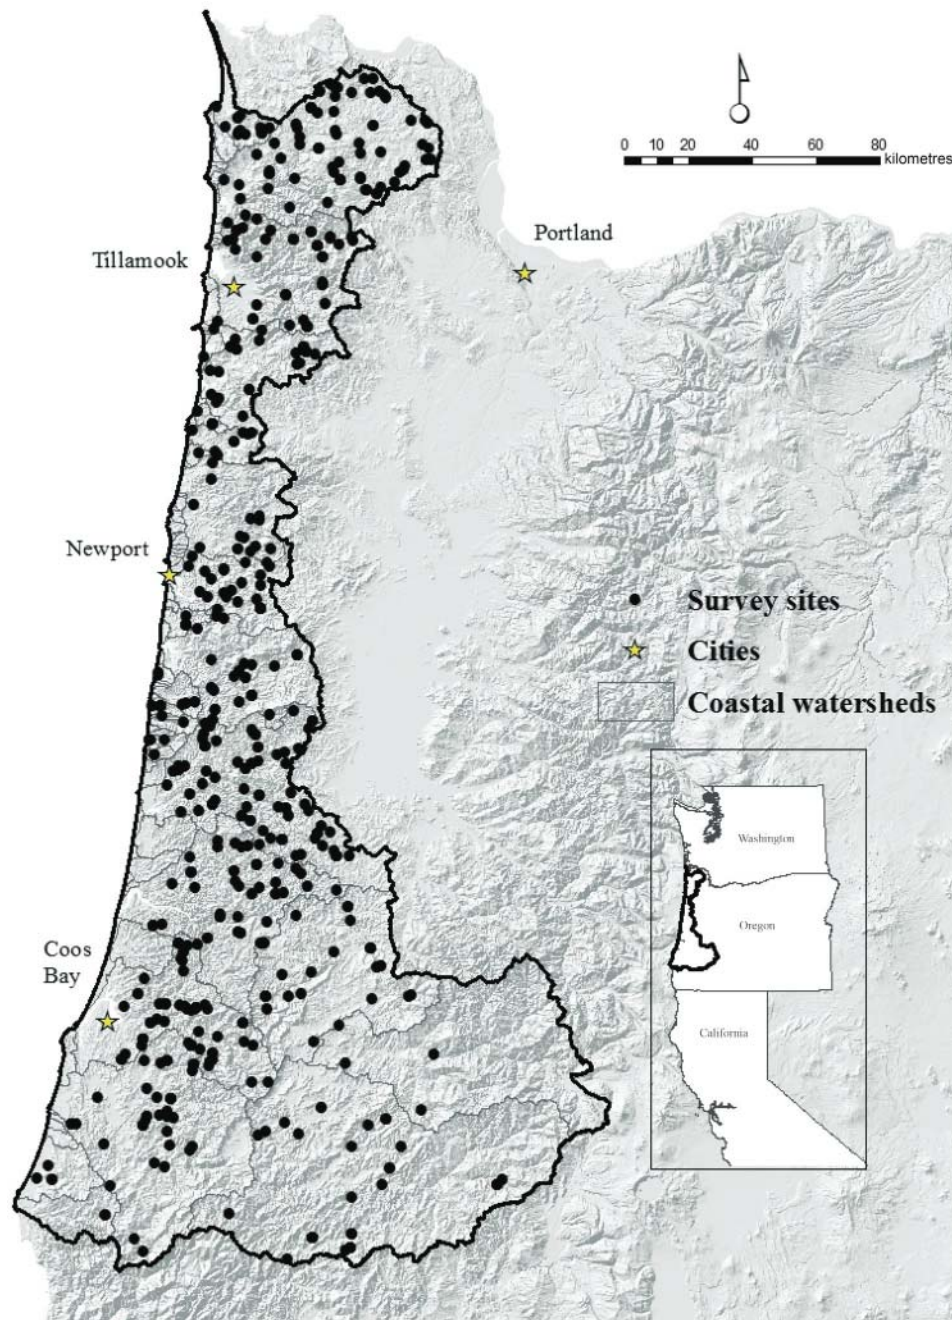 0 10 20 40 60 80
kilometres
Portland
Tillamook
Newport
Survey sites
Cities
Coastal watersheds
Washington
Oregon
Coos
Bay
California